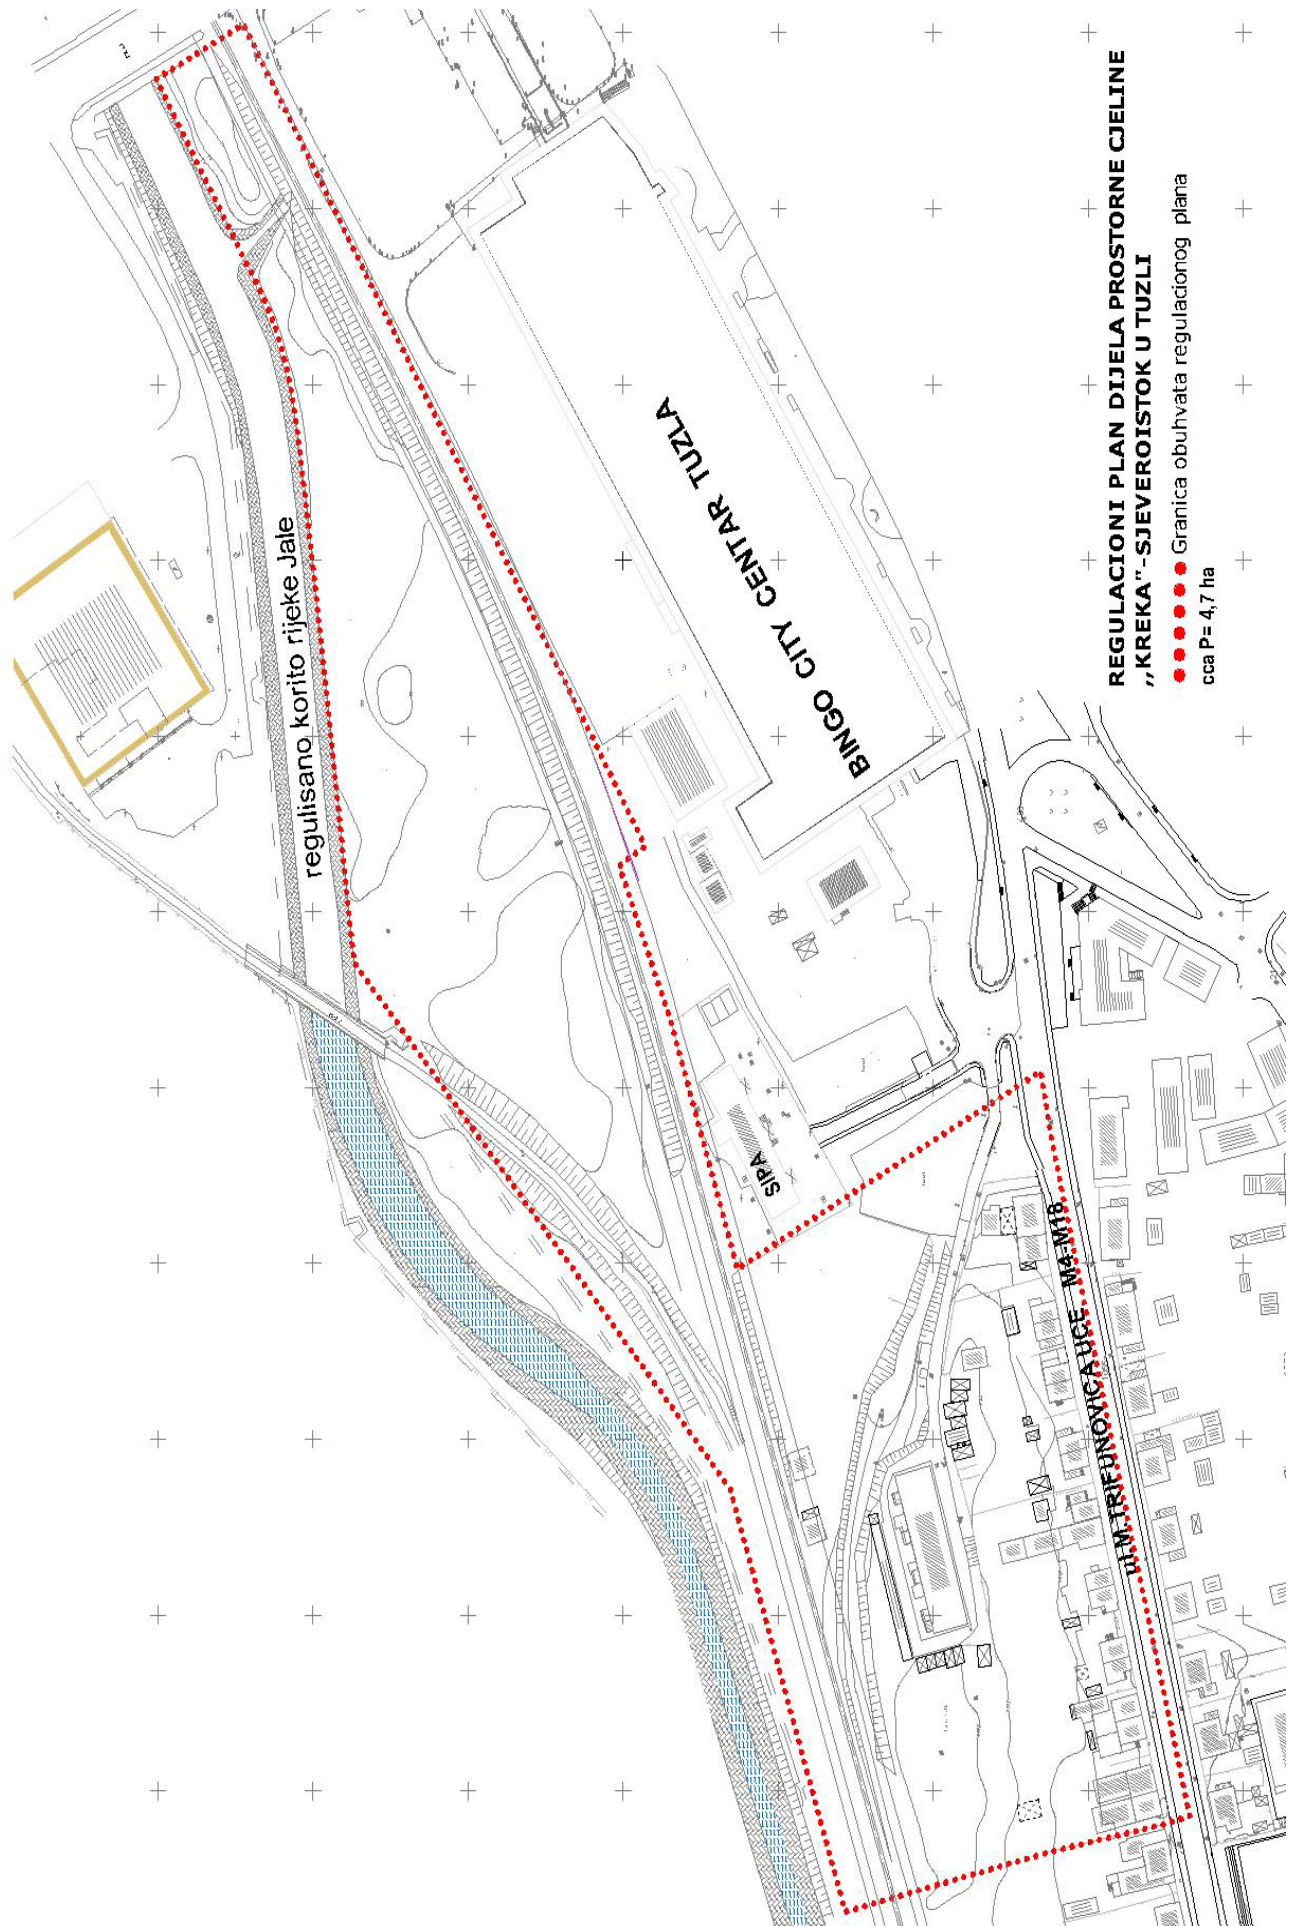 REGULACIONI PLAN DIJELA PROSTORNE CJELINE
,,KREKA"-SJEVEROISTOK U TUZLI
Granica obuhvata regulacionog plana
cca P= 4,7 ha
regulisano korito rijeke Jale
BINGO CITY CENTAR TUZLA
SIPA
ul.M.TRIFUNOVIĆA UČE M4-M18